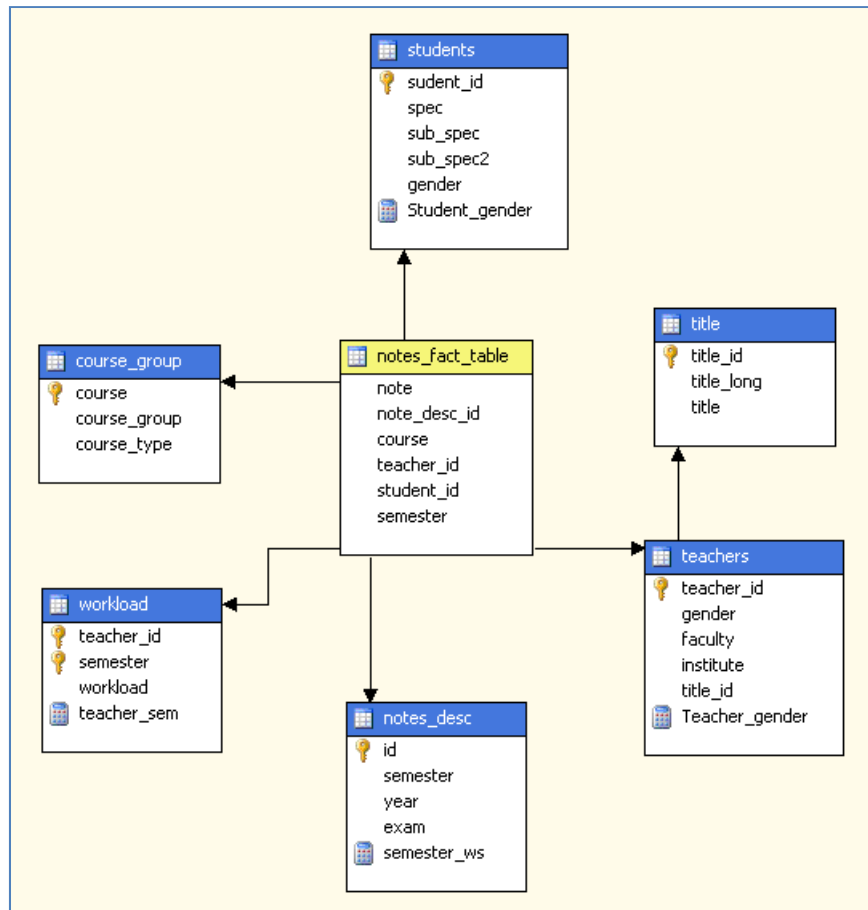 students
sudent_id
spec
sub_spec
sub_spec2
gender
Student_gender
title
title_id
title_long
title
notes_fact_table
note
note_desc_id
course
teacher_id
student_id
semester
course_group
course
course_group
course_type
teachers
teacher_id
gender
faculty
institute
title_id
Teacher_gender
workload
teacher_id
semester
workload
teacher_sem
notes_desc
id
semester
year
exam
semester_ws